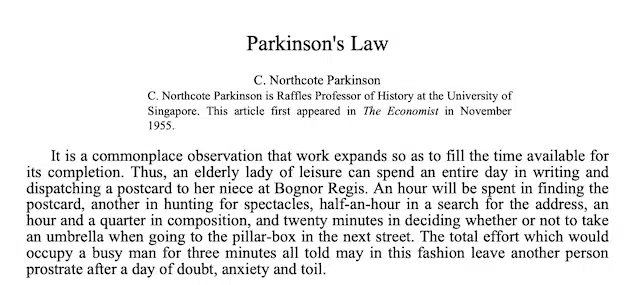 Parkinson's Law
C. Northcote Parkinson
C. Northcote Parkinson is Raffles Professor of History at the University of
Singapore. This article first appeared in The Economist in November
1955.
It is a commonplace observation that work expands so as to fill the time available for
its completion. Thus, an elderly lady of leisure can spend an entire day in writing and
dispatching a postcard to her niece at Bognor Regis. An hour will be spent in finding the
postcard, another in hunting for spectacles, half-an-hour in a search for the address, an
hour and a quarter in composition, and twenty minutes in deciding whether or not to take
an umbrella when going to the pillar-box in the next street. The total effort which would
occupy a busy man for three minutes all told may in this fashion leave another person
prostrate after a day of doubt, anxiety and toil.